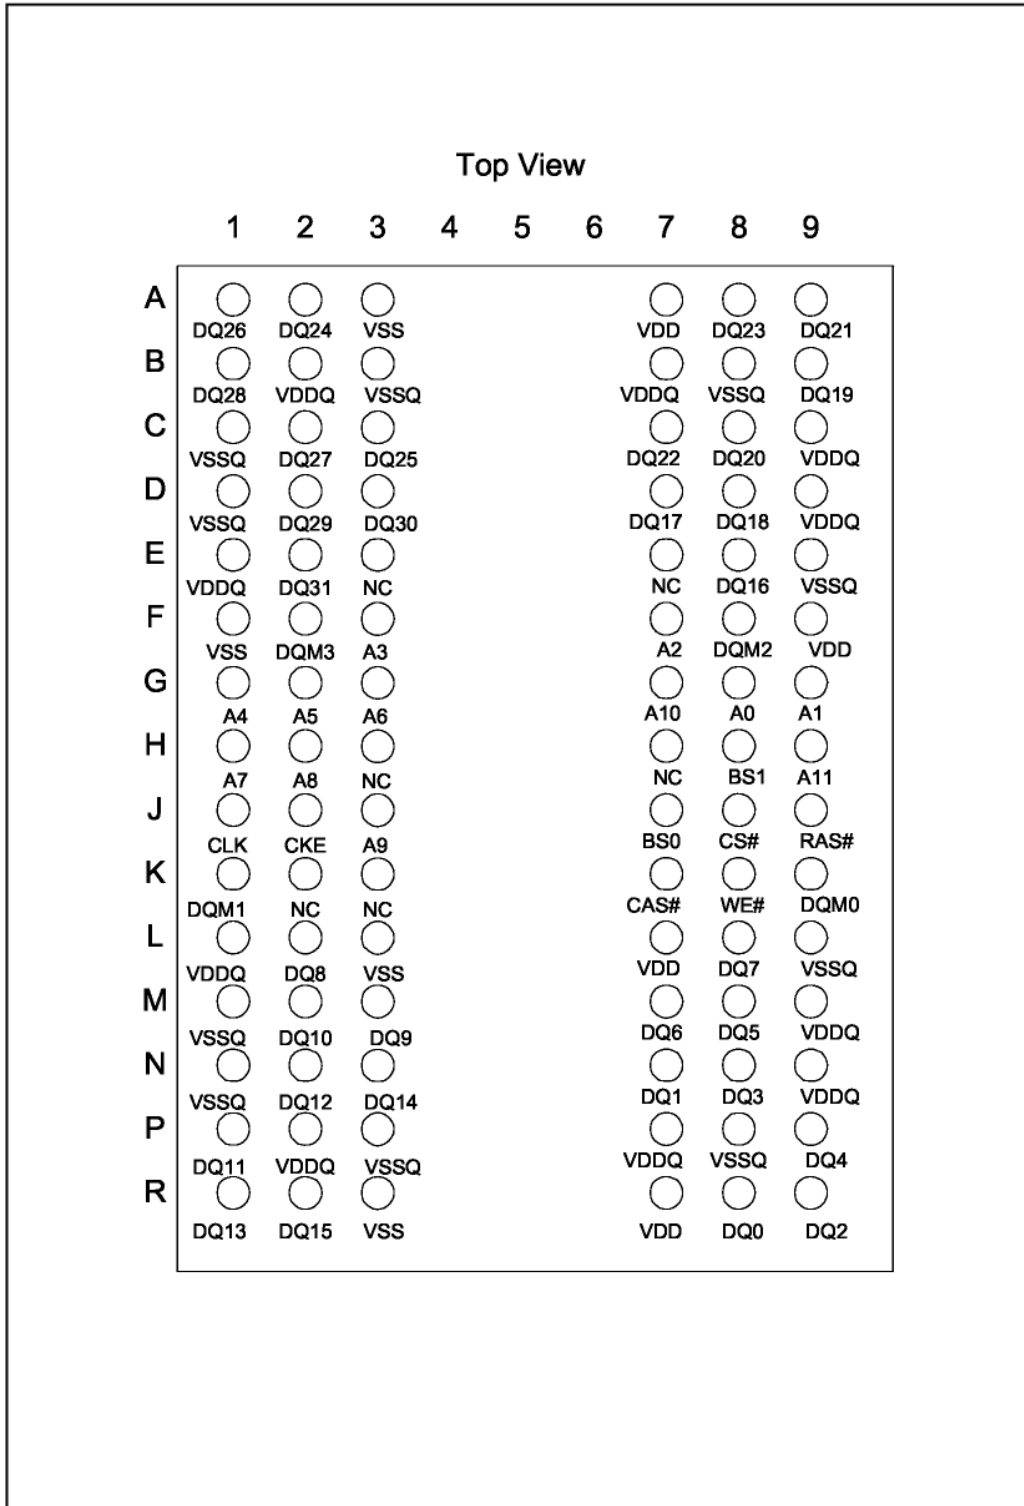 Top View
1 2 3 4 5 6 7 8 9
A
DQ26 DQ24 VSS VDD DQ23 DQ21
B
DQ28 VDDQ VSSQ VDDQ VSSQ DQ19
C
VSSQ DQ27 DQ25 DQ22 DQ20 VDDQ
D
VSSQ DQ29 DQ30 DQ17 DQ18 VDDQ
E
VDDQ DQ31 NC NC DQ16 VSSQ
F
VSS DQM3 A3 A2 DQM2 VDD
G
A4 A5 A6 A10 A0 A1
H
A7 A8 NC NC BS1 A11
J
CLK CKE A9 BS0 CS# RAS#
K
DQM1 NC NC CAS# WE# DQM0
L
VDDQ DQ8 VSS VDD DQ7 VSSQ
M
VSSQ DQ10 DQ9 DQ6 DQ5 VDDQ
N
VSSQ DQ12 DQ14 DQ1 DQ3 VDDQ
P
DQ11 VDDQ VSSQ VDDQ VSSQ DQ4
R
DQ13 DQ15 VSS VDD DQ0 DQ2